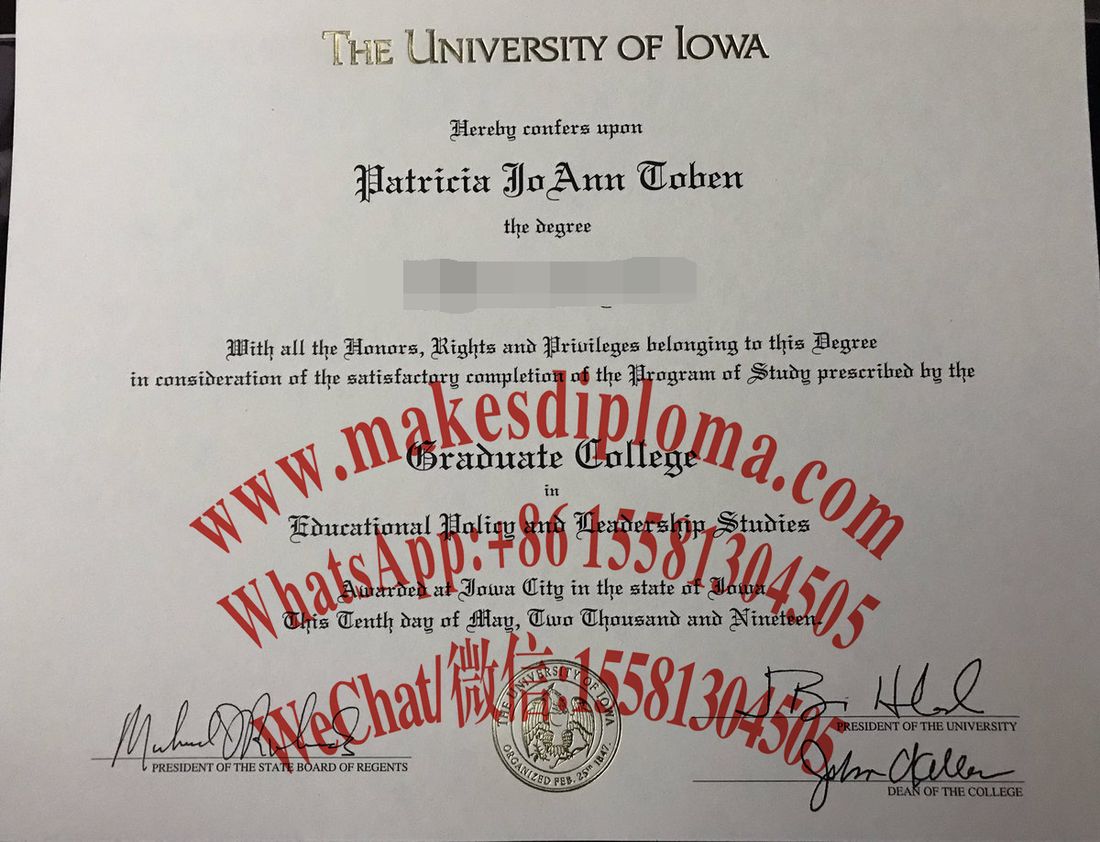 THE UNIVERSITY OF IOWA
Hereby confers upon
Patricia JoAnn Toben
the degree
With all the Honors, Rights and Privileges belonging to this Degree
in consideration of the satisfactory completion of the Program of Study prescribed by the
www.makesdiploma.com
Graduate College
in
Educational Policy and Leadership Studies
WhatsApp:+86 15581304505
Awarded at Iowa City in the state of Iowa
This Tenth day of May, Two Thousand and Nineteen.
WeChat/微信:15581304505
THE UNIVERSITY OF IOWA
ORGANIZED FEB. 25TH 1847.
PRESIDENT OF THE STATE BOARD OF REGENTS
PRESIDENT OF THE UNIVERSITY
DEAN OF THE COLLEGE